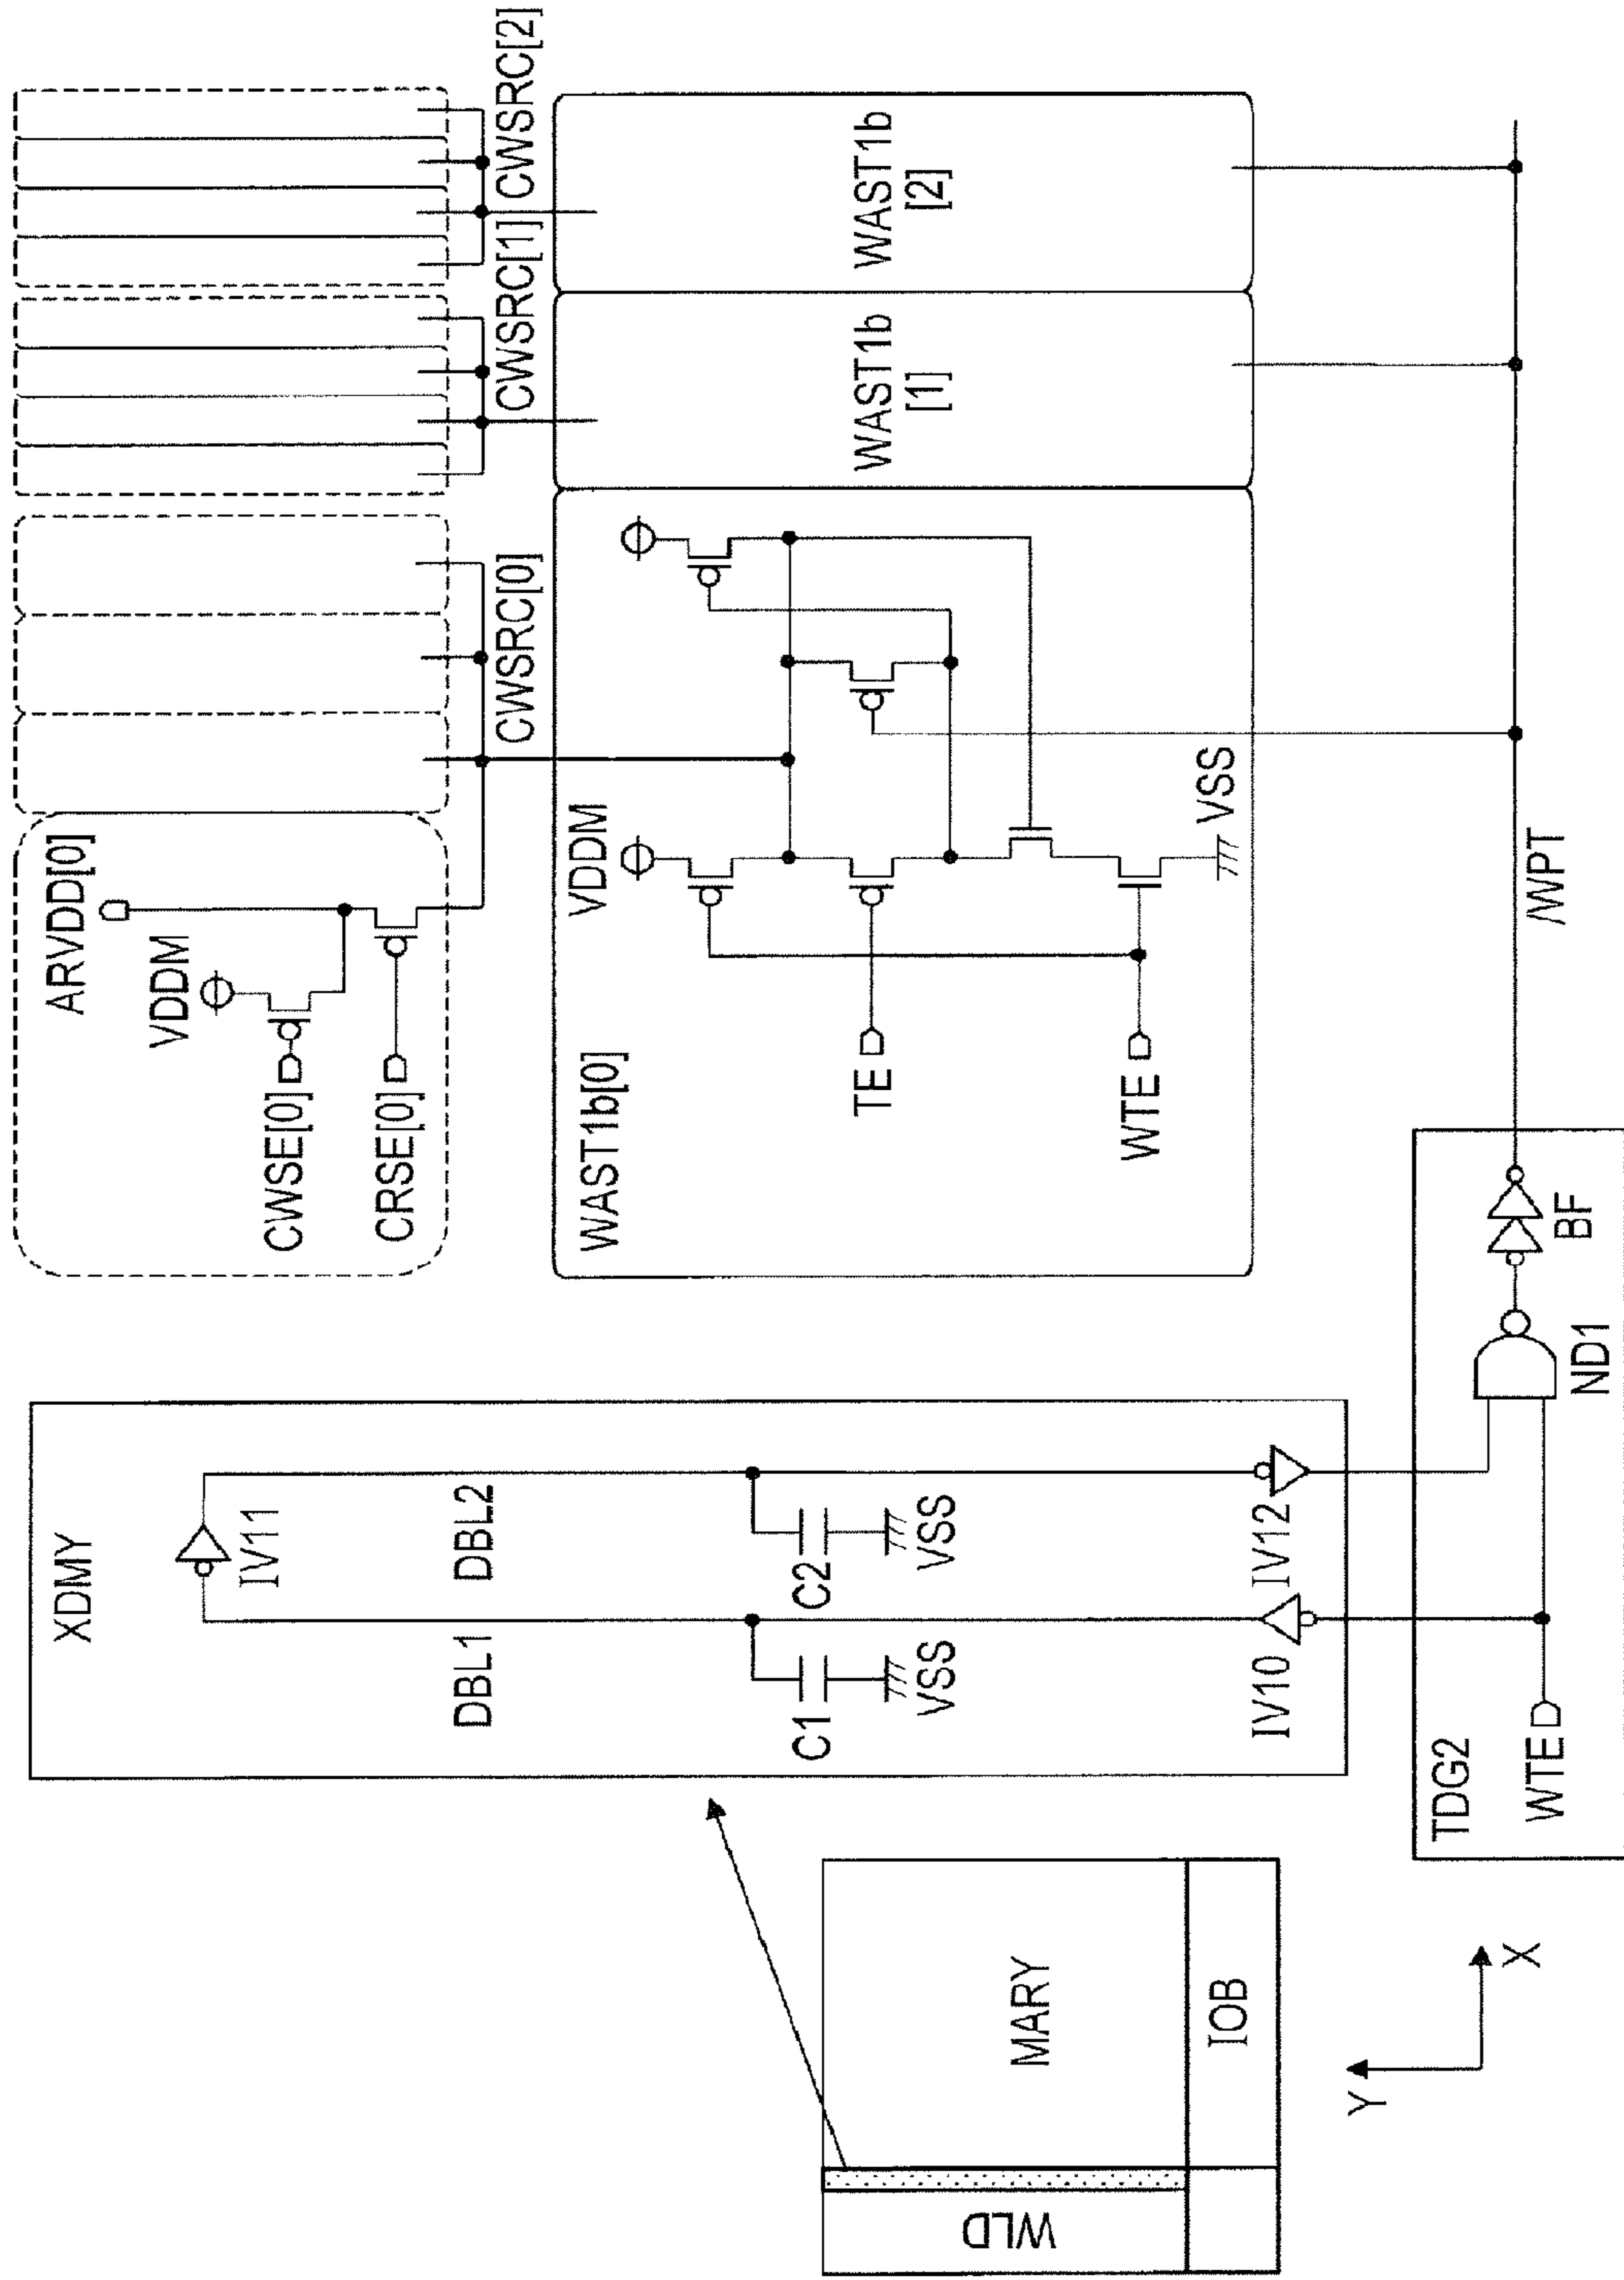 ARVDD[0]
VDDM
CWSE[0]
CRSE[0]
CWSRC[0]
CWSRC[1]
CWSRC[2]
WAST1b[0]
VDDM
TE
WTE
VSS
WAST1b
[1]
WAST1b
[2]
/WPT
XDMY
IV11
DBL1
DBL2
C1
VSS
C2
VSS
IV10
IV12
TDG2
WTE
ND1
BF
WLD
MARY
IOB
Y
X